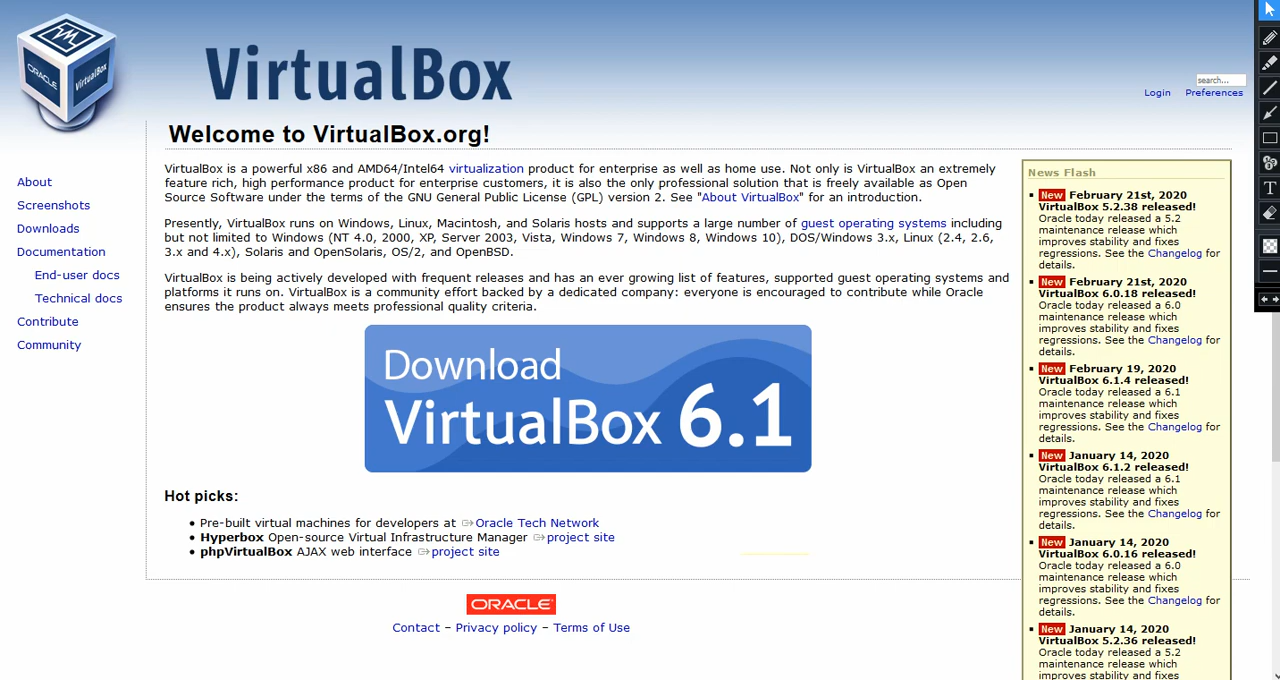 ORACLE
VirtualBox
VirtualBox
search...
Login Preferences
Welcome to VirtualBox.org!
About
Screenshots
Downloads
Documentation
End-user docs
Technical docs
Contribute
Community
VirtualBox is a powerful x86 and AMD64/Intel64 virtualization product for enterprise as well as home use. Not only is VirtualBox an extremely
feature rich, high performance product for enterprise customers, it is also the only professional solution that is freely available as Open
Source Software under the terms of the GNU General Public License (GPL) version 2. See "About VirtualBox" for an introduction.
Presently, VirtualBox runs on Windows, Linux, Macintosh, and Solaris hosts and supports a large number of guest operating systems including
but not limited to Windows (NT 4.0, 2000, XP, Server 2003, Vista, Windows 7, Windows 8, Windows 10), DOS/Windows 3.x, Linux (2.4, 2.6,
3.x and 4.x), Solaris and OpenSolaris, OS/2, and OpenBSD.
VirtualBox is being actively developed with frequent releases and has an ever growing list of features, supported guest operating systems and
platforms it runs on. VirtualBox is a community effort backed by a dedicated company: everyone is encouraged to contribute while Oracle
ensures the product always meets professional quality criteria.
Download
VirtualBox 6.1
Hot picks:
• Pre-built virtual machines for developers at Oracle Tech Network
• Hyperbox Open-source Virtual Infrastructure Manager project site
• phpVirtualBox AJAX web interface project site
ORACLE
Contact – Privacy policy – Terms of Use
News Flash
New February 21st, 2020
VirtualBox 5.2.38 released!
Oracle today released a 5.2
maintenance release which
improves stability and fixes
regressions. See the Changelog for
details.
New February 21st, 2020
VirtualBox 6.0.18 released!
Oracle today released a 6.0
maintenance release which
improves stability and fixes
regressions. See the Changelog for
details.
New February 19, 2020
VirtualBox 6.1.4 released!
Oracle today released a 6.1
maintenance release which
improves stability and fixes
regressions. See the Changelog for
details.
New January 14, 2020
VirtualBox 6.1.2 released!
Oracle today released a 6.1
maintenance release which
improves stability and fixes
regressions. See the Changelog for
details.
New January 14, 2020
VirtualBox 6.0.16 released!
Oracle today released a 6.0
maintenance release which
improves stability and fixes
regressions. See the Changelog for
details.
New January 14, 2020
VirtualBox 5.2.36 released!
Oracle today released a 5.2
maintenance release which
improves stability and fixes
T